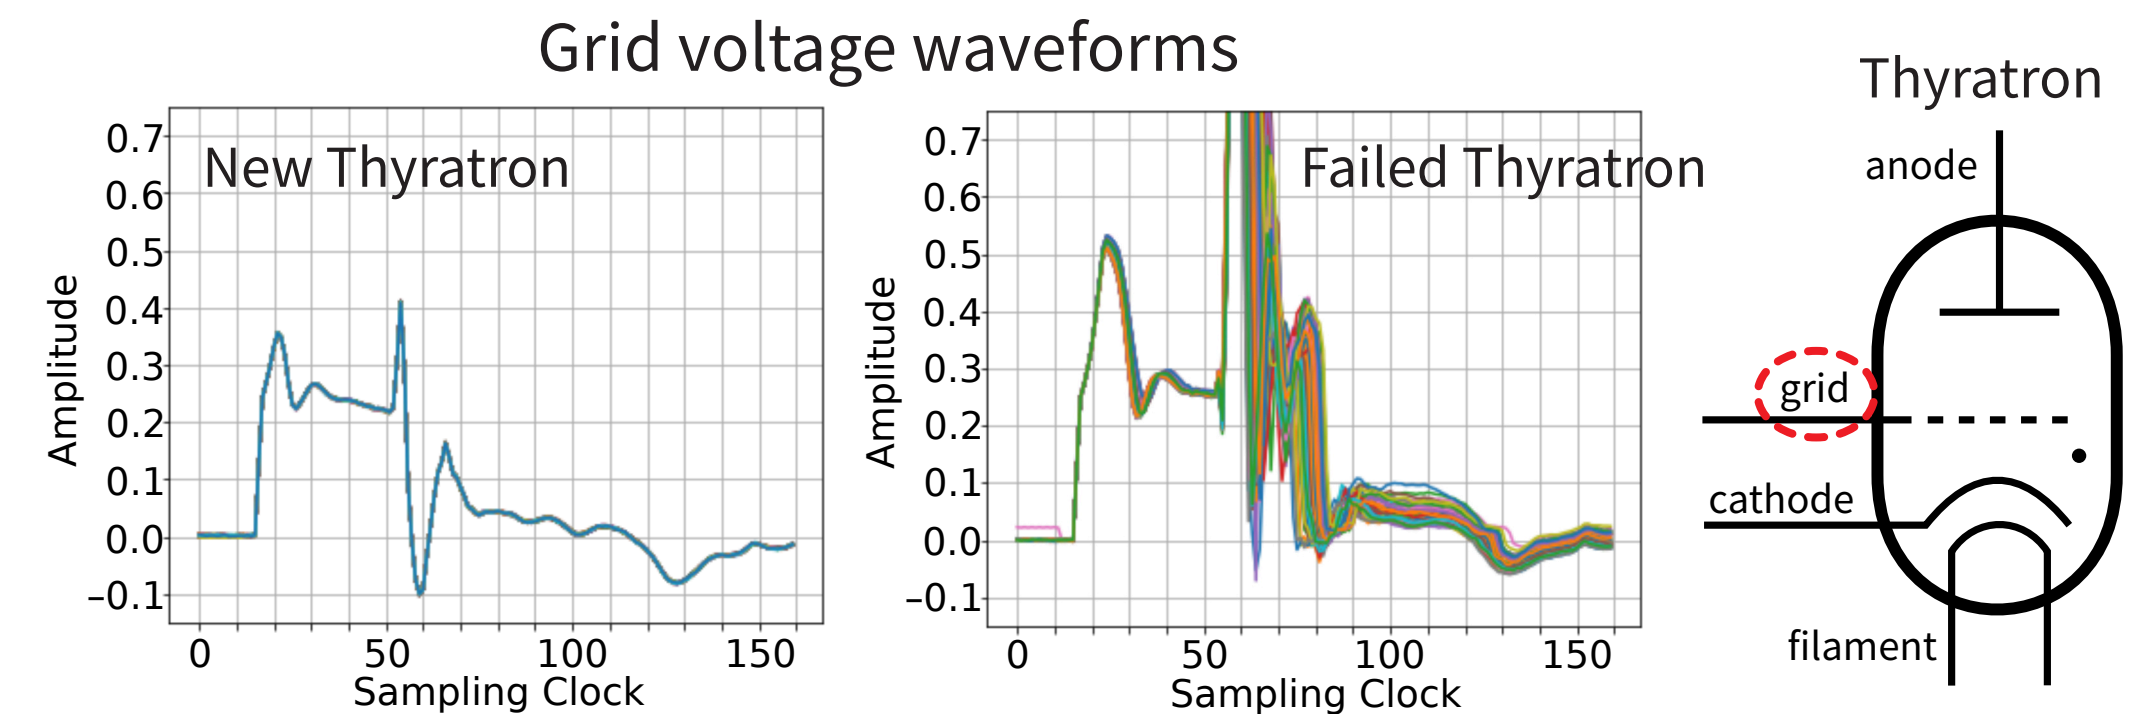 Grid voltage waveforms
New Thyratron
Amplitude
0.7
0.6
0.5
0.4
0.3
0.2
0.1
0.0
–0.1
0 50 100 150
Sampling Clock
Failed Thyratron
Amplitude
0.7
0.6
0.5
0.4
0.3
0.2
0.1
0.0
–0.1
0 50 100 150
Sampling Clock
Thyratron
anode
grid
cathode
filament